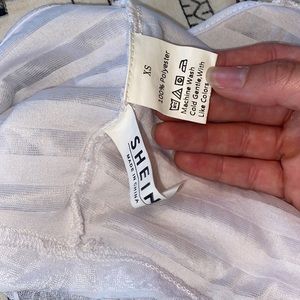 XS
100% Polyester
Machine Wash
Cold Gentle With
Like Colors
SHEIN
MADE IN CHINA